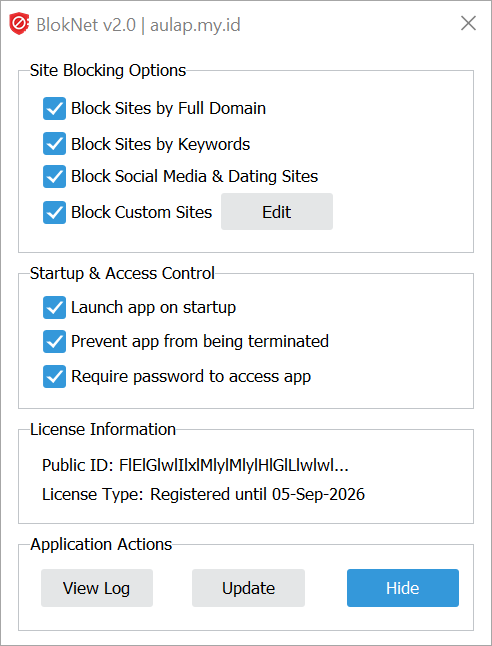 BlokNet v2.0 | aulap.my.id
Site Blocking Options
Block Sites by Full Domain
Block Sites by Keywords
Block Social Media & Dating Sites
Block Custom Sites Edit
Startup & Access Control
Launch app on startup
Prevent app from being terminated
Require password to access app
License Information
Public ID:
License Type: Registered until 05-Sep-2026
Application Actions
View Log Update Hide